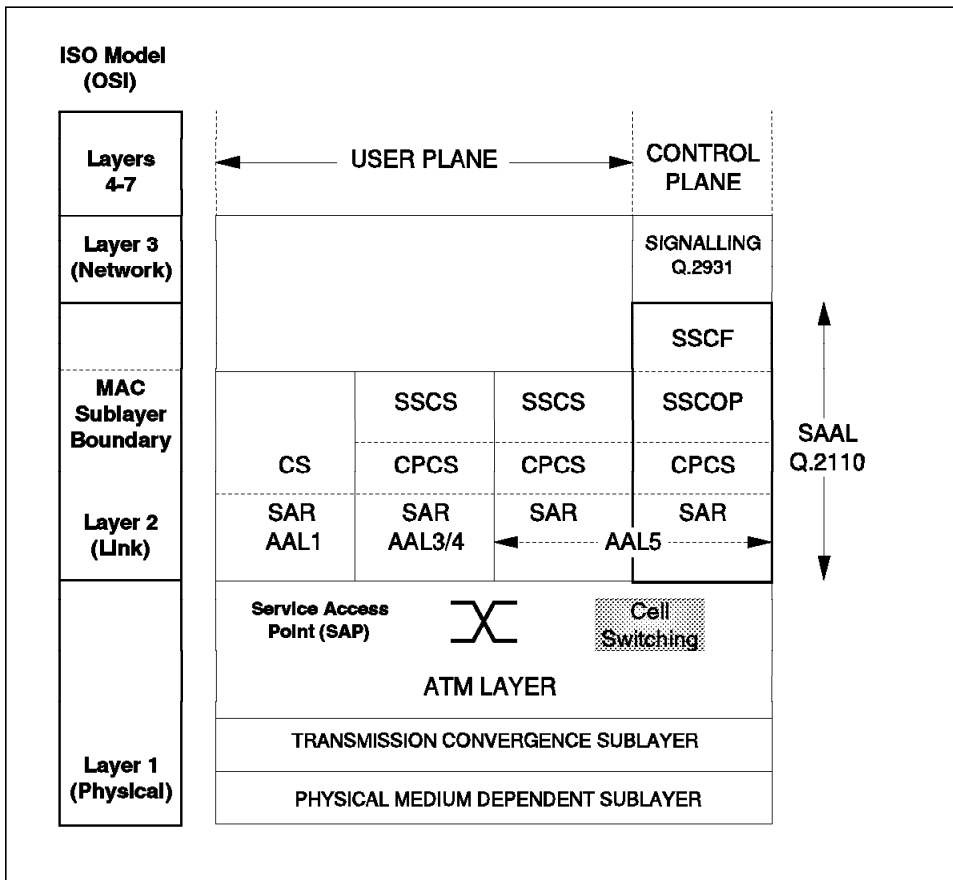 ISO Model
(OSI)
Layers
4-7
USER PLANE
CONTROL
PLANE
Layer 3
(Network)
SIGNALLING
Q.2931
SSCF
MAC
Sublayer
Boundary
SSCS
SSCS
SSCOP
SAAL
Q.2110
CS
CPCS
CPCS
CPCS
Layer 2
(Link)
SAR
AAL1
SAR
AAL3/4
SAR
SAR
AAL5
Service Access
Point (SAP)
Cell
Switching
ATM LAYER
TRANSMISSION CONVERGENCE SUBLAYER
Layer 1
(Physical)
PHYSICAL MEDIUM DEPENDENT SUBLAYER